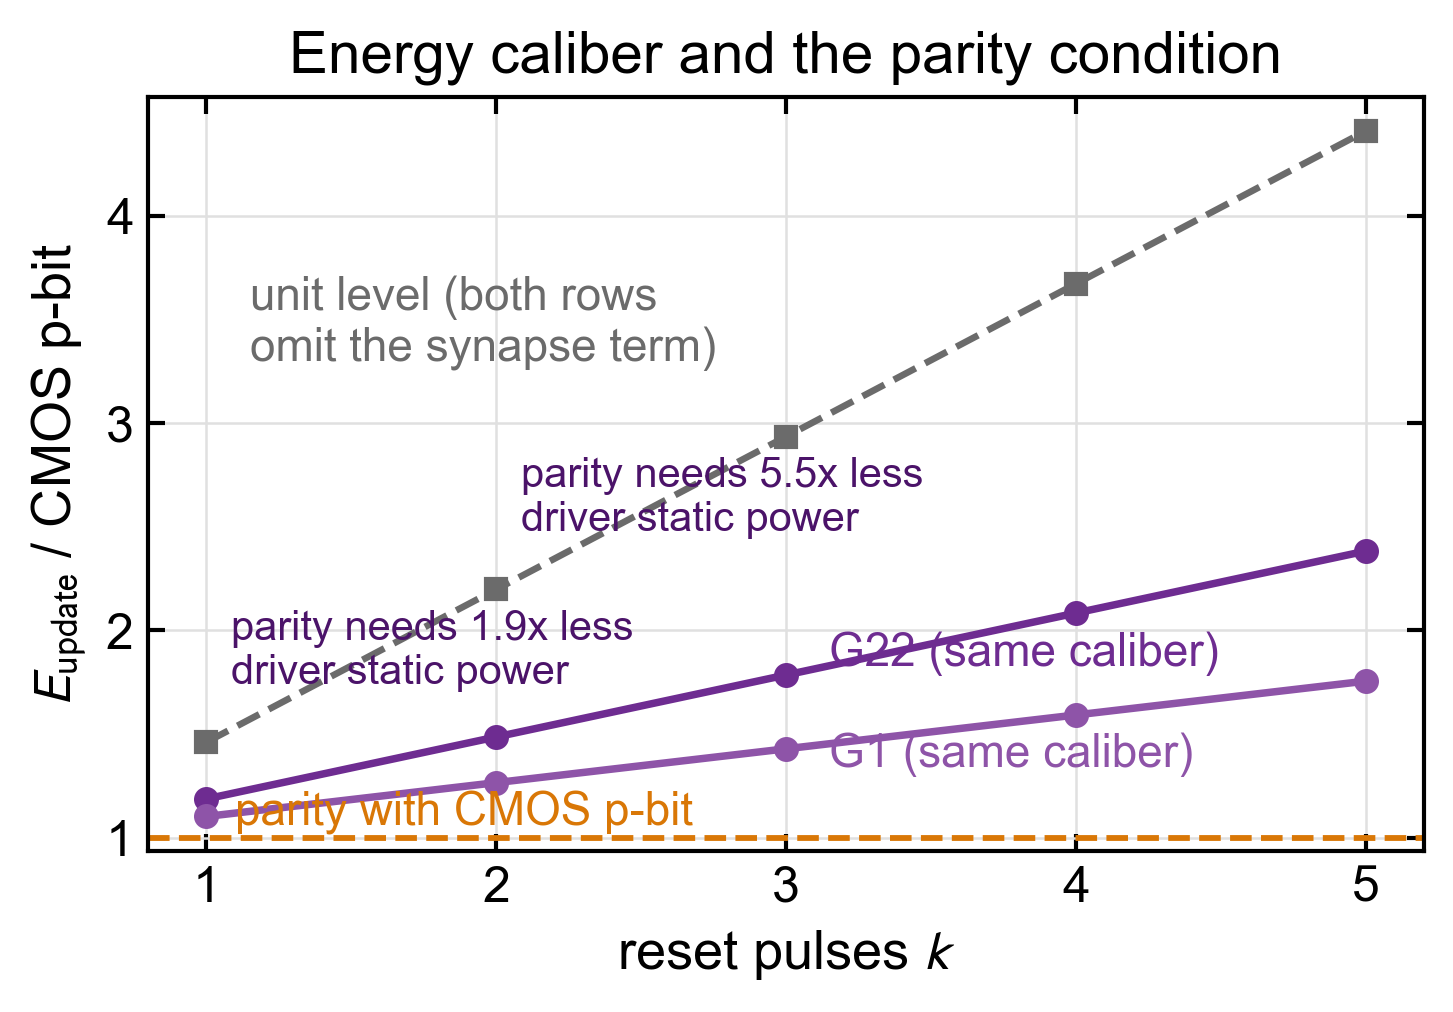 Energy caliber and the parity condition
E_update / CMOS p-bit
4
3
2
1
unit level (both rows
omit the synapse term)
parity needs 5.5x less
driver static power
parity needs 1.9x less
driver static power
G22 (same caliber)
G1 (same caliber)
parity with CMOS p-bit
1 2 3 4 5
reset pulses k